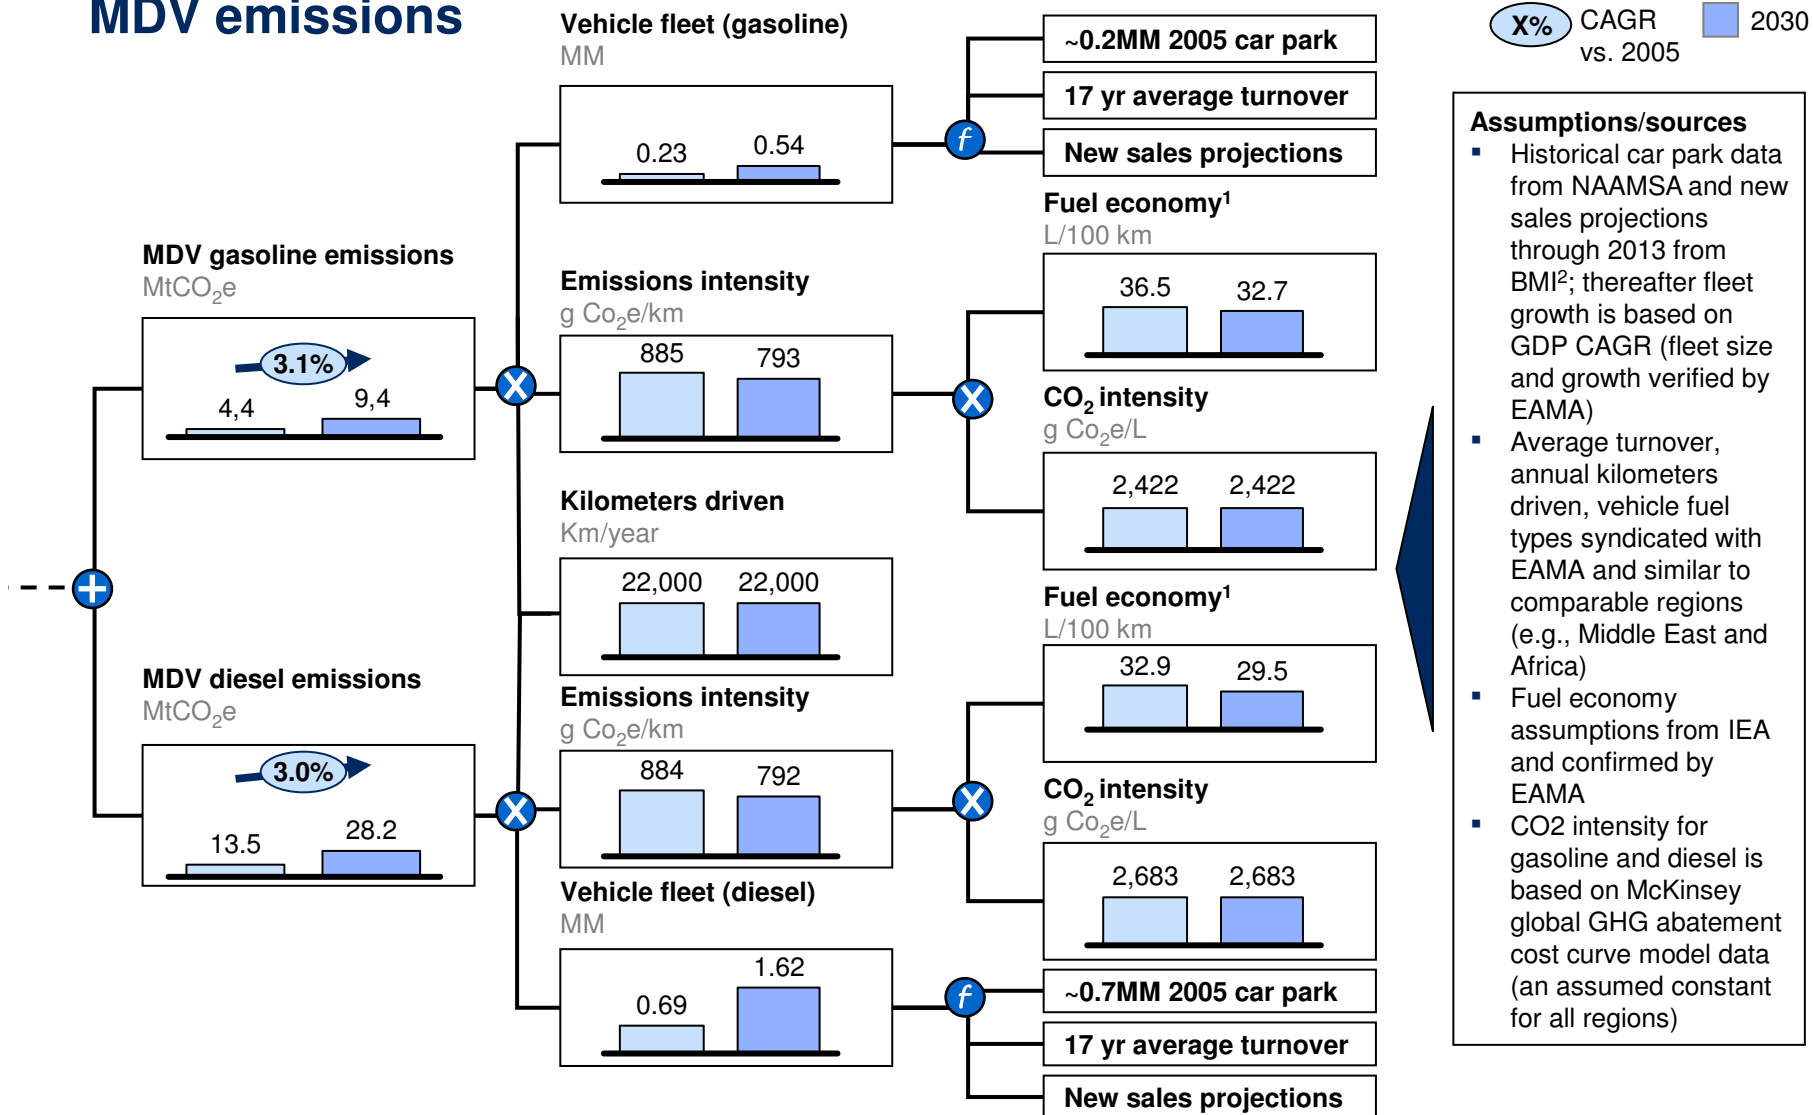 MDV emissions
X%
CAGR
vs. 2005
2030
Vehicle fleet (gasoline)
MM
0.23
0.54
f
~0.2MM 2005 car park
17 yr average turnover
New sales projections
MDV gasoline emissions
MtCO2e
3.1%
4,4
9,4
Emissions intensity
g Co2e/km
885
793
Fuel economy1
L/100 km
36.5
32.7
CO2 intensity
g Co2e/L
2,422
2,422
Kilometers driven
Km/year
22,000
22,000
MDV diesel emissions
MtCO2e
3.0%
13.5
28.2
Emissions intensity
g Co2e/km
884
792
Fuel economy1
L/100 km
32.9
29.5
CO2 intensity
g Co2e/L
2,683
2,683
Vehicle fleet (diesel)
MM
0.69
1.62
f
~0.7MM 2005 car park
17 yr average turnover
New sales projections
X
X
X
X
+
Assumptions/sources
▪ Historical car park data
from NAAMSA and new
sales projections
through 2013 from
BMI2; thereafter fleet
growth is based on
GDP CAGR (fleet size
and growth verified by
EAMA)
▪ Average turnover,
annual kilometers
driven, vehicle fuel
types syndicated with
EAMA and similar to
comparable regions
(e.g., Middle East and
Africa)
▪ Fuel economy
assumptions from IEA
and confirmed by
EAMA
▪ CO2 intensity for
gasoline and diesel is
based on McKinsey
global GHG abatement
cost curve model data
(an assumed constant
for all regions)